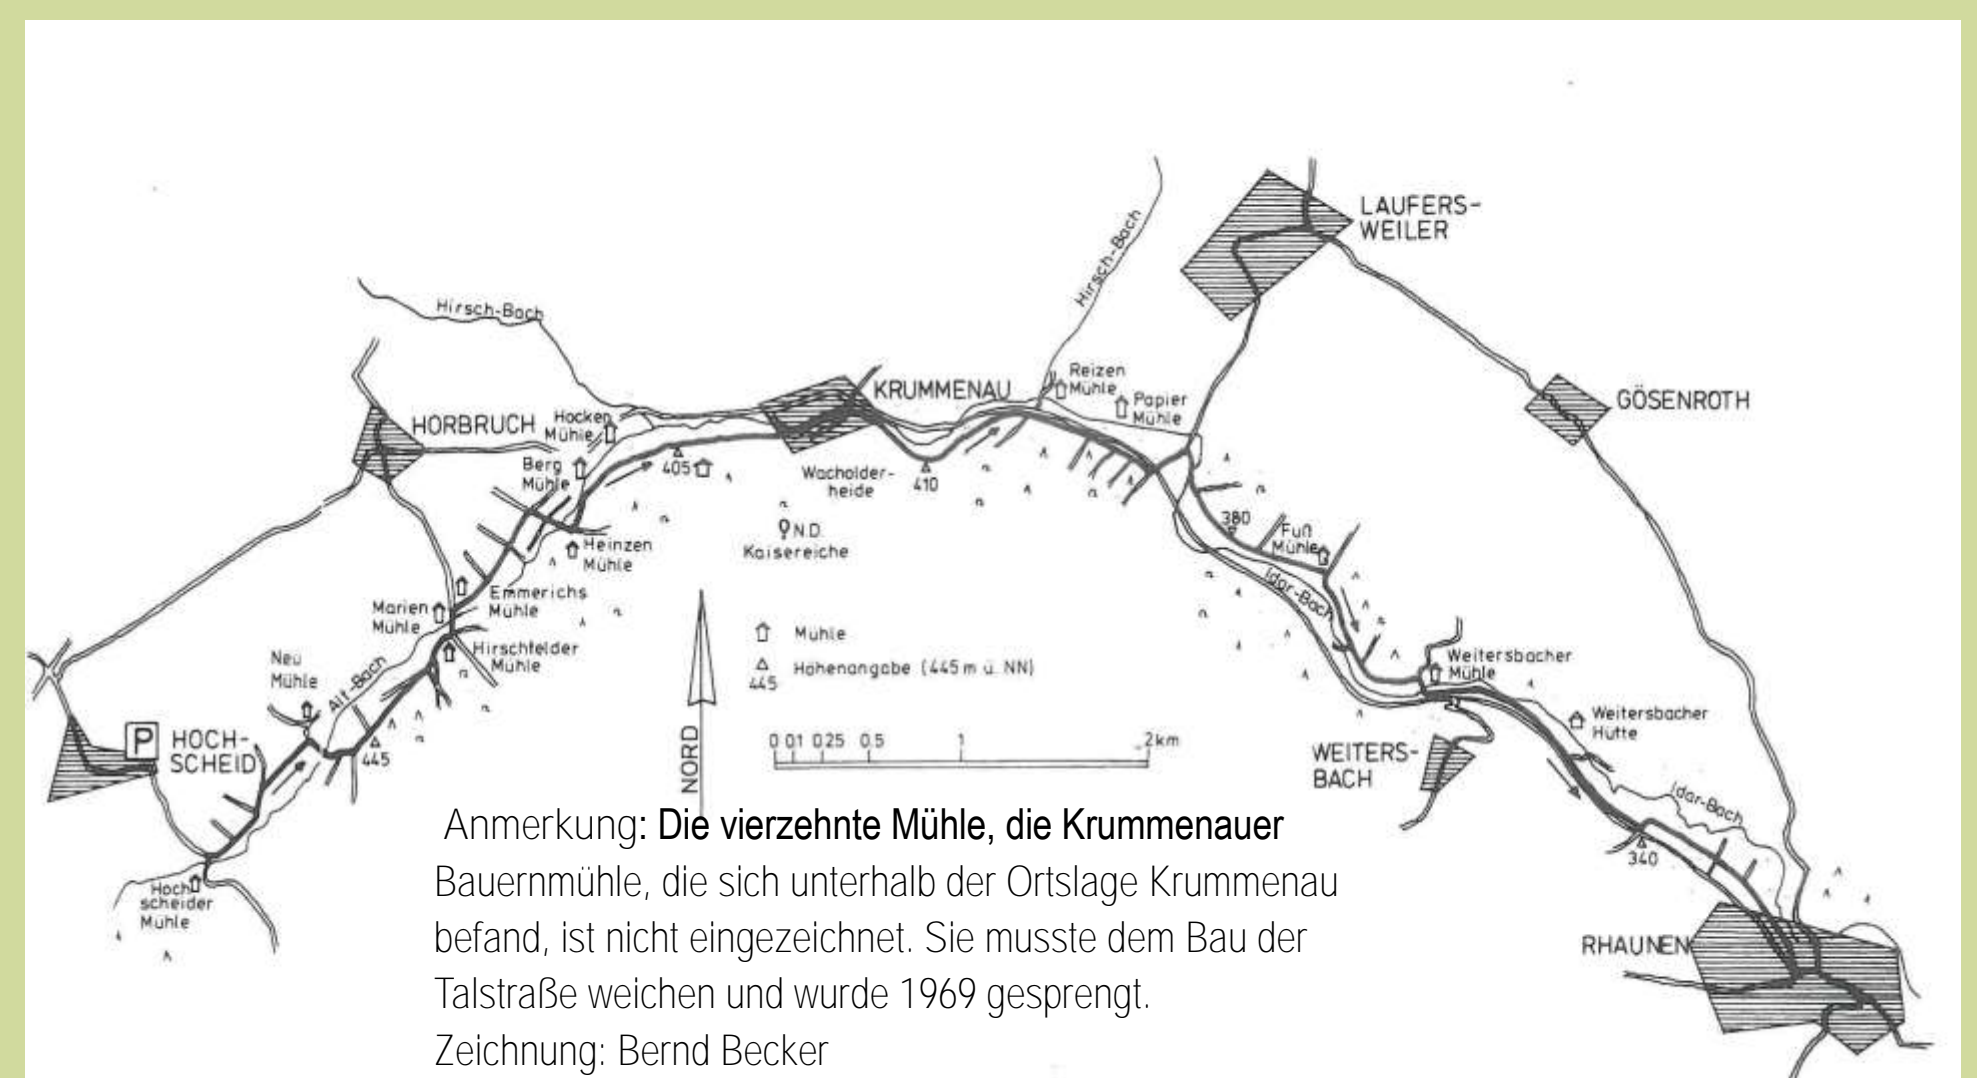 LAUFERS-
WEILER
Hirsch-Bach
Hirsch-Bach
Reizen
Mühle
Papier
Mühle
KRUMMENAU
GÖSENROTH
HORBRUCH
Hocken
Mühle
Berg
Mühle
405
Wacholder-
heide
410
N.D.
Kaisereiche
380
Fuß
Mühle
Heinzen
Mühle
Idar-Bach
Emmerichs
Mühle
Marien
Mühle
Hirschfelder
Mühle
Neu
Mühle
Alt-Bach
Mühle
Höhenangabe (445 m ü. NN)
445
Weitersbacher
Mühle
Weitersbacher
Hütte
P
HOCH-
SCHEID
445
NORD
0 01 025 0.5 1 2km
WEITERS-
BACH
Idar-Bach
340
Hoch
scheider
Mühle
RHAUNEN
Anmerkung: Die vierzehnte Mühle, die Krummenauer
Bauernmühle, die sich unterhalb der Ortslage Krummenau
befand, ist nicht eingezeichnet. Sie musste dem Bau der
Talstraße weichen und wurde 1969 gesprengt.
Zeichnung: Bernd Becker